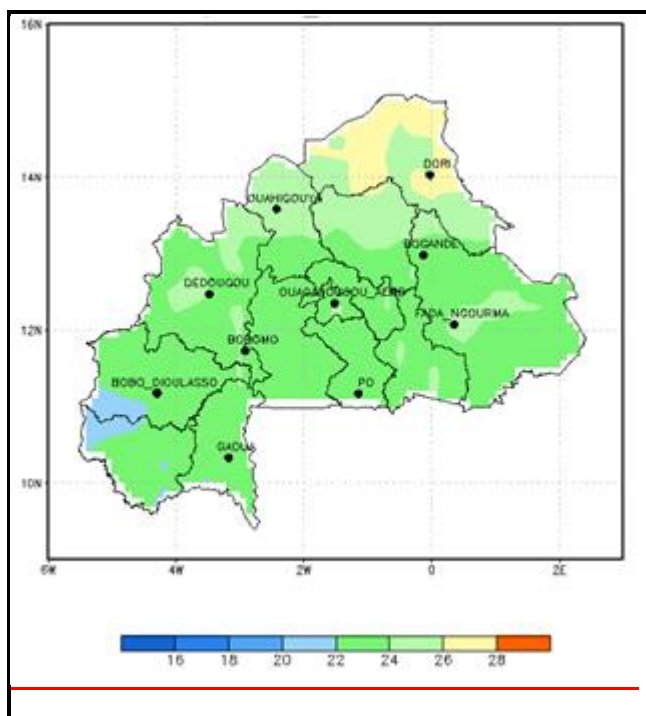 16N
14N
DORI
OUAHIGOUYA
BOGANDE
DEDOUGOU
OUAGADOUGOU_AERO
12N
FADA_NGOURMA
BOROMO
BOBO_DIOULASSO
PO
GAOUA
10N
6W 4W 2W 0 2E
16 18 20 22 24 26 28